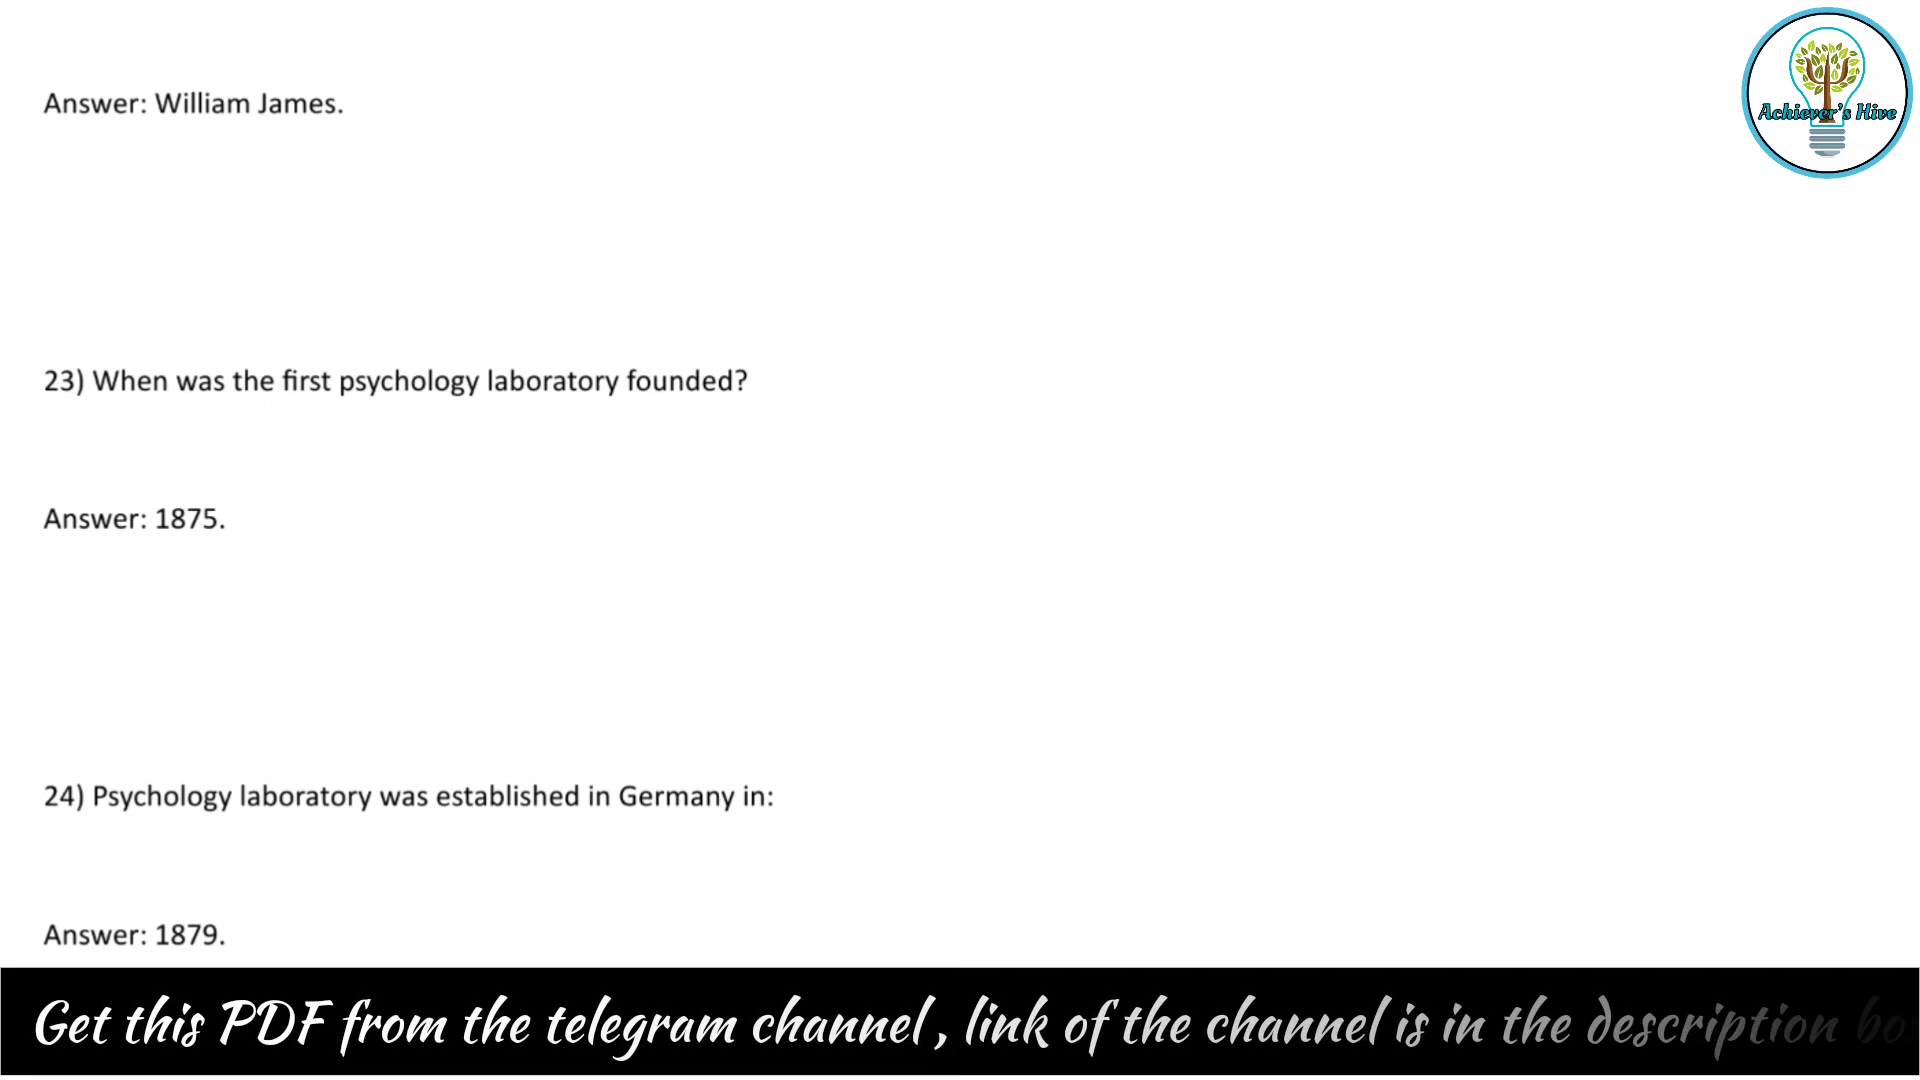 Answer: William James.
Achiever's Hive
23) When was the first psychology laboratory founded?
Answer: 1875.
24) Psychology laboratory was established in Germany in:
Answer: 1879.
Get this PDF from the telegram channel , link of the channel is in the description